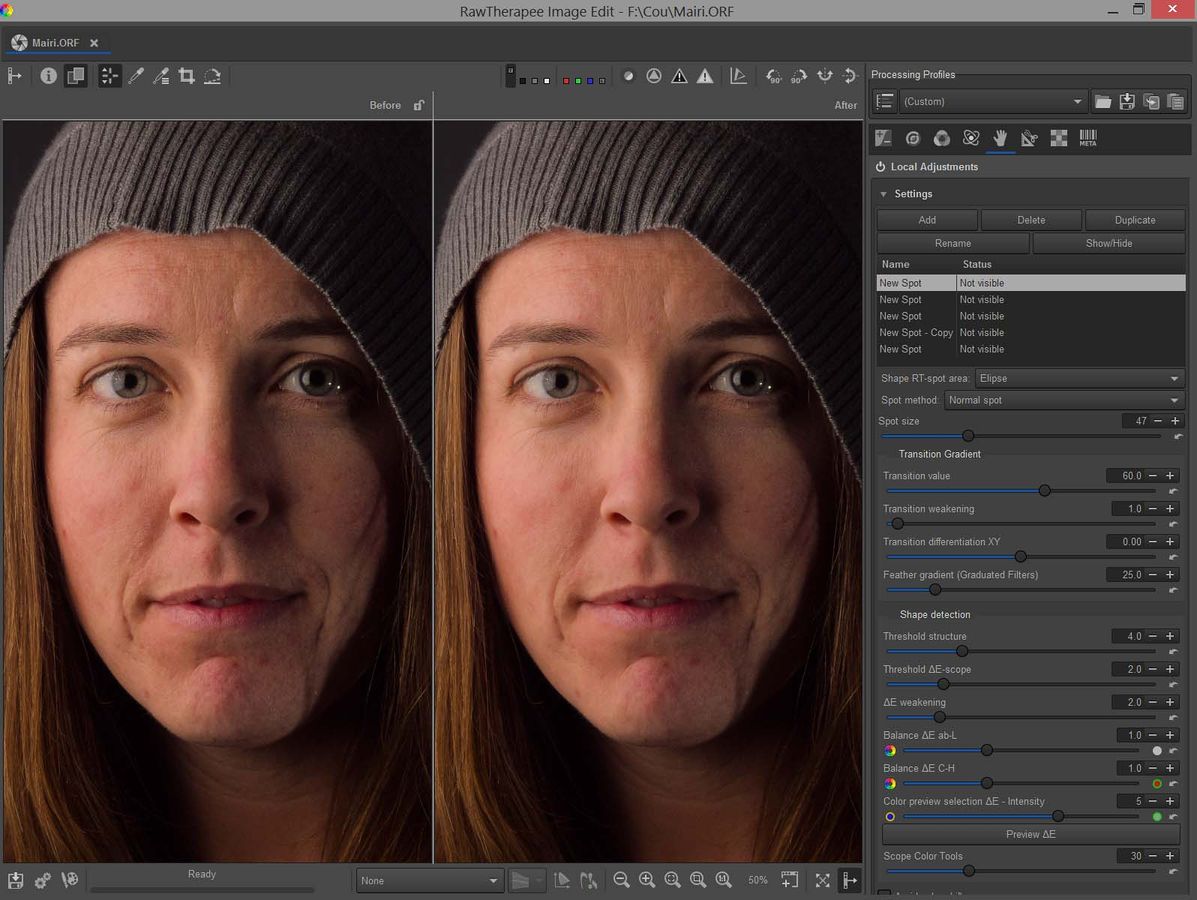 RawTherapee Image Edit - F:\Cou\Mairi.ORF
Mairi.ORF
Before
After
90°
90°
Processing Profiles
(Custom)
META
Local Adjustments
Settings
Add Delete Duplicate
Rename Show/Hide
Name Status
New Spot Not visible
New Spot Not visible
New Spot Not visible
New Spot - Copy Not visible
New Spot Not visible
Shape RT-spot area: Elipse
Spot method: Normal spot
Spot size 47
Transition Gradient
Transition value 60.0
Transition weakening 1.0
Transition differentiation XY 0.00
Feather gradient (Graduated Filters) 25.0
Shape detection
Threshold structure 4.0
Threshold ΔE-scope 2.0
ΔE weakening 2.0
Balance ΔE ab-L 1.0
Balance ΔE C-H 1.0
Color preview selection ΔE - Intensity 5
Preview ΔE
Scope Color Tools 30
Ready
None
1:1
50%